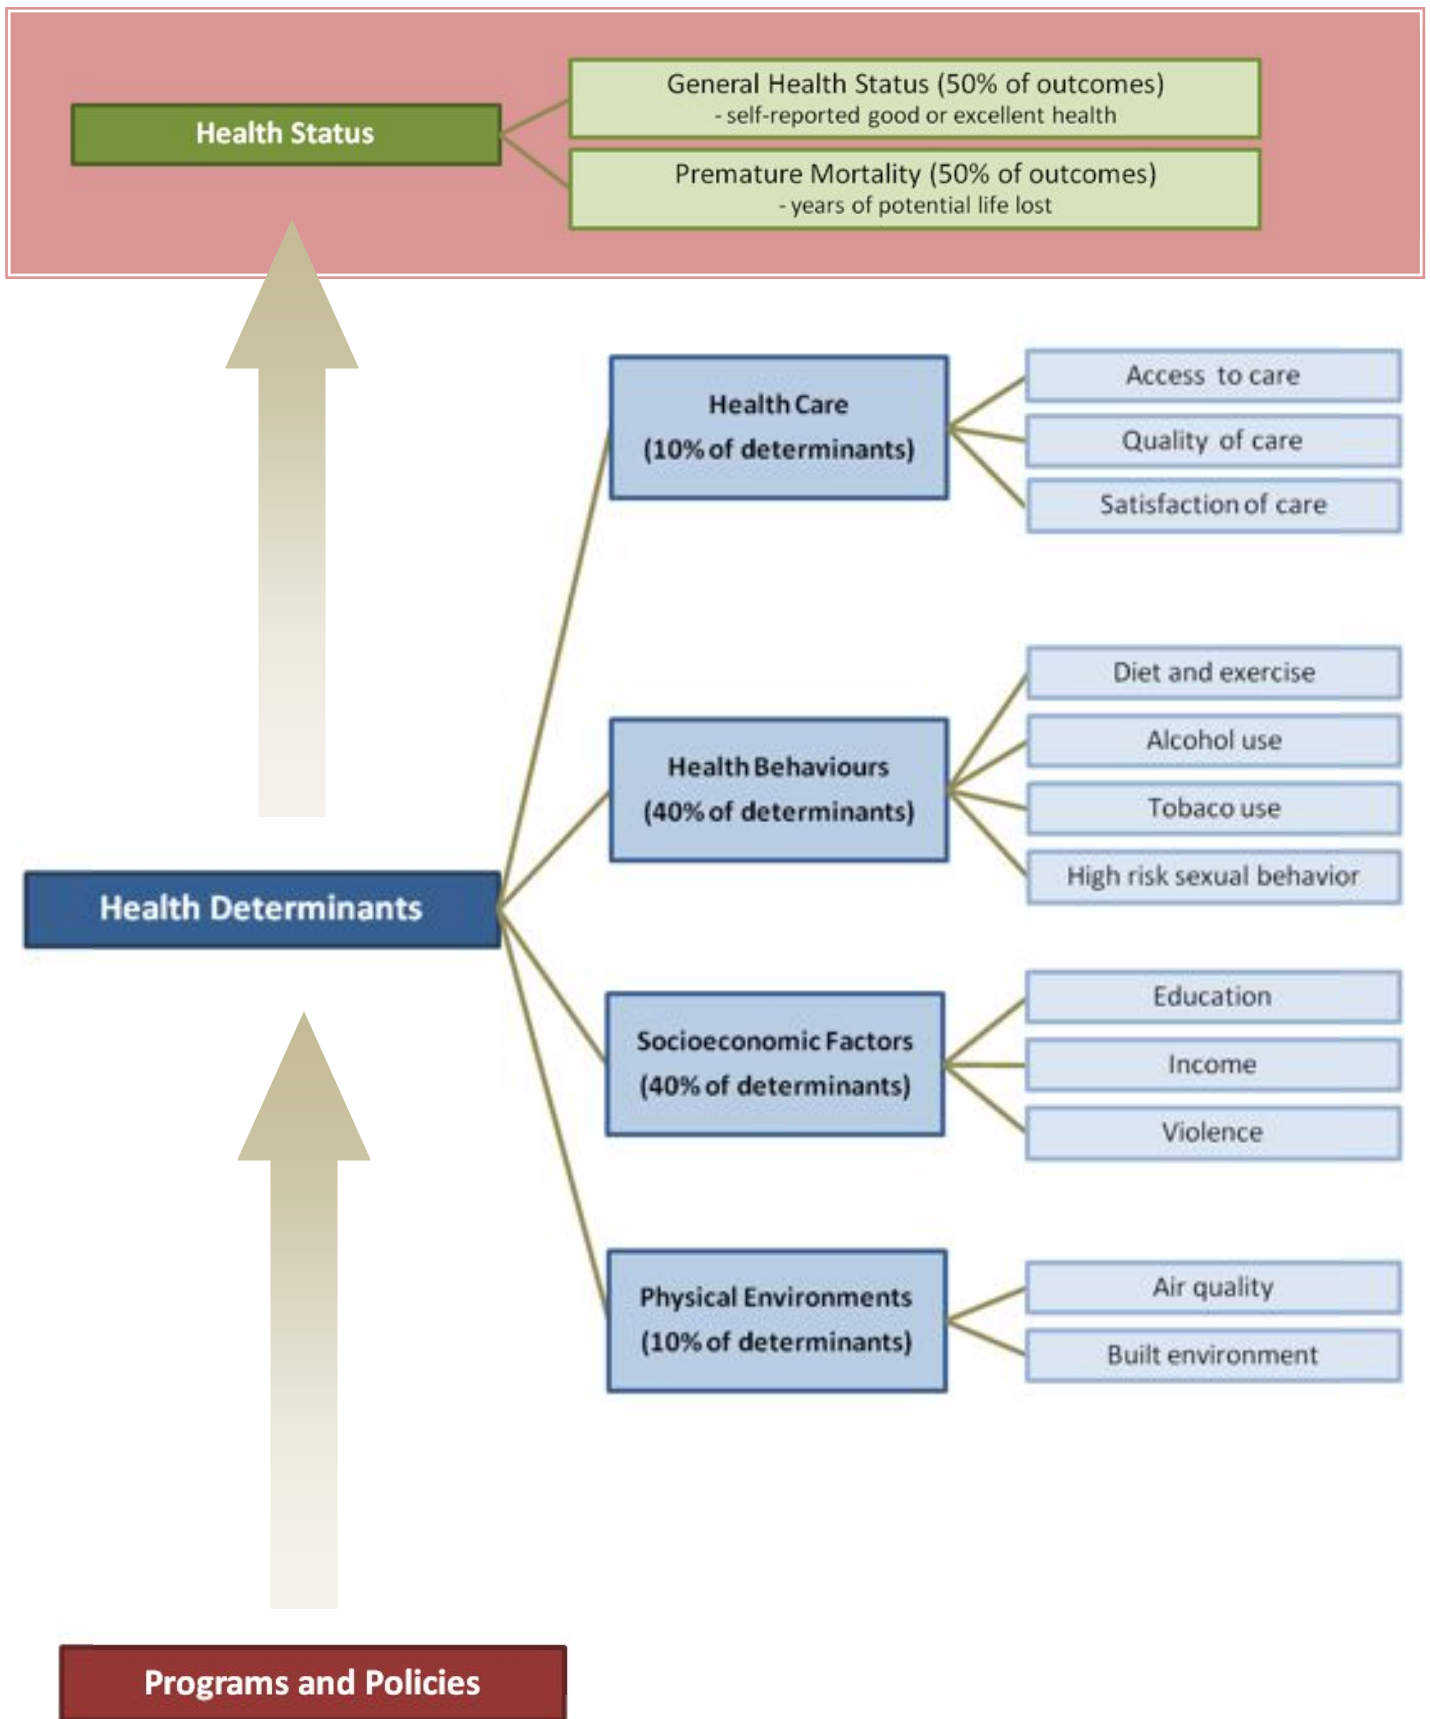 Health Status
General Health Status (50% of outcomes)
- self-reported good or excellent health
Premature Mortality (50% of outcomes)
- years of potential life lost
Health Care
(10% of determinants)
Access to care
Quality of care
Satisfaction of care
Health Behaviours
(40% of determinants)
Diet and exercise
Alcohol use
Tobaco use
High risk sexual behavior
Health Determinants
Socioeconomic Factors
(40% of determinants)
Education
Income
Violence
Physical Environments
(10% of determinants)
Air quality
Built environment
Programs and Policies